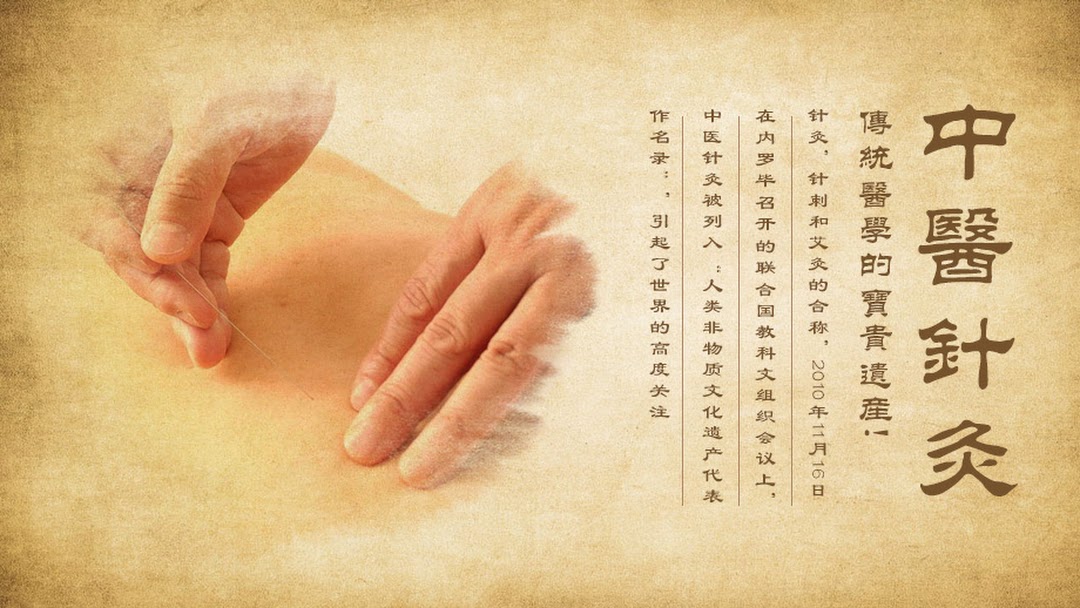 中醫針灸
傳統醫學的寶貴遺産!
针灸，针刺和艾灸的合称，2010年11月16日
在内罗毕召开的联合国教科文组织会议上，
中医针灸被列入：人类非物质文化遗产代表
作名录：，引起了世界的高度关注